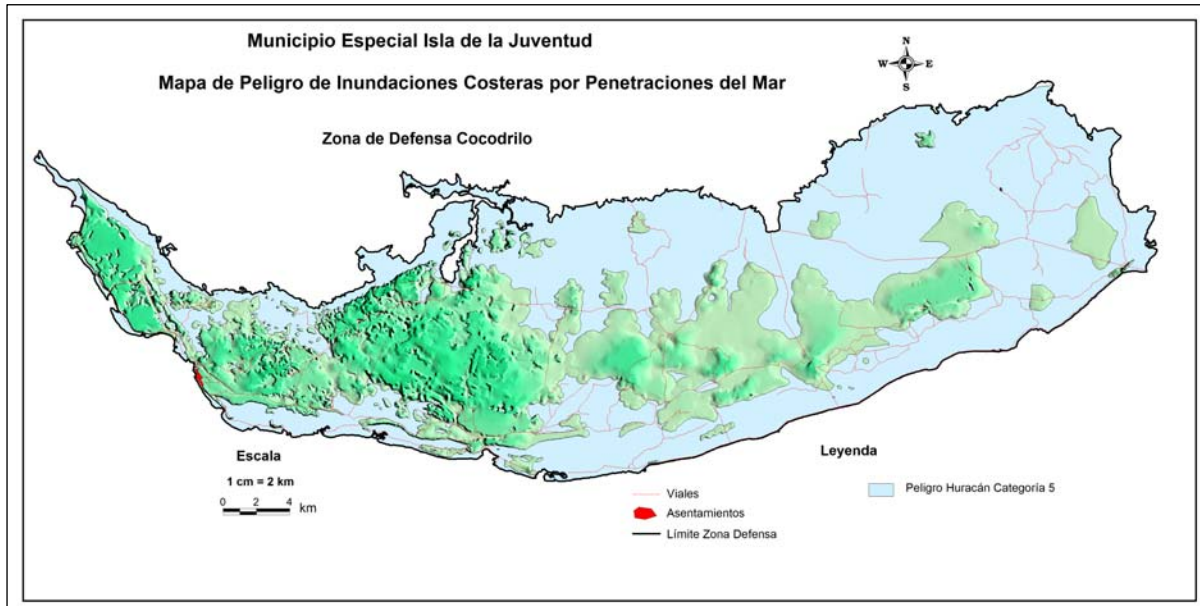 Municipio Especial Isla de la Juventud
Mapa de Peligro de Inundaciones Costeras por Penetraciones del Mar
N
W E
S
Zona de Defensa Cocodrilo
Escala
1 cm = 2 km
0 2 4 km
Leyenda
Viales
Asentamientos
Límite Zona Defensa
Peligro Huracán Categoría 5